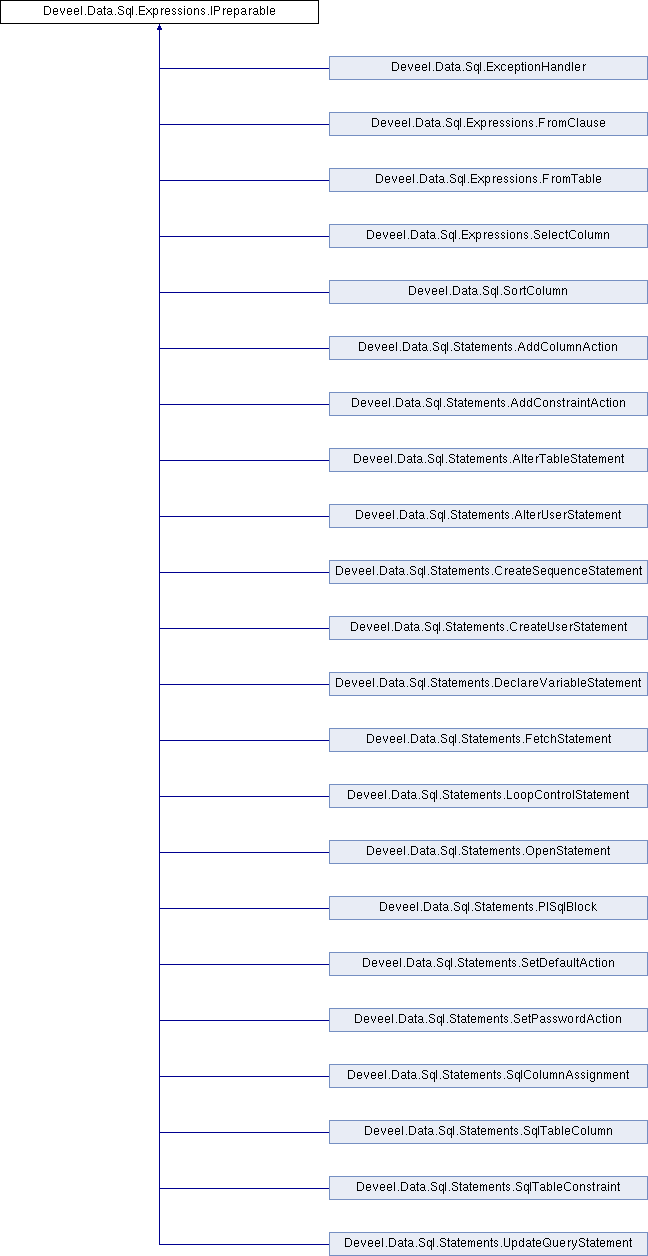 Deveel.Data.Sql.Expressions.IPreparable
Deveel.Data.Sql.ExceptionHandler
Deveel.Data.Sql.Expressions.FromClause
Deveel.Data.Sql.Expressions.FromTable
Deveel.Data.Sql.Expressions.SelectColumn
Deveel.Data.Sql.SortColumn
Deveel.Data.Sql.Statements.AddColumnAction
Deveel.Data.Sql.Statements.AddConstraintAction
Deveel.Data.Sql.Statements.AlterTableStatement
Deveel.Data.Sql.Statements.AlterUserStatement
Deveel.Data.Sql.Statements.CreateSequenceStatement
Deveel.Data.Sql.Statements.CreateUserStatement
Deveel.Data.Sql.Statements.DeclareVariableStatement
Deveel.Data.Sql.Statements.FetchStatement
Deveel.Data.Sql.Statements.LoopControlStatement
Deveel.Data.Sql.Statements.OpenStatement
Deveel.Data.Sql.Statements.PlSqlBlock
Deveel.Data.Sql.Statements.SetDefaultAction
Deveel.Data.Sql.Statements.SetPasswordAction
Deveel.Data.Sql.Statements.SqlColumnAssignment
Deveel.Data.Sql.Statements.SqlTableColumn
Deveel.Data.Sql.Statements.SqlTableConstraint
Deveel.Data.Sql.Statements.UpdateQueryStatement